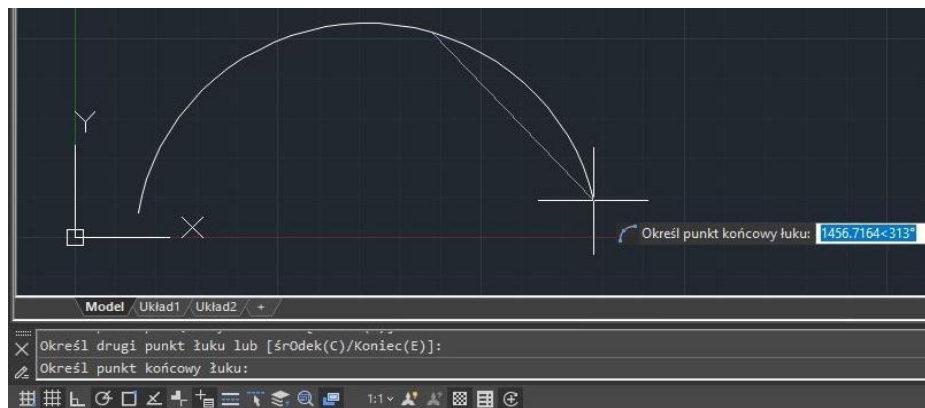 Y
X
Określ punkt końcowy łuku: 1456.7164<313°
Model Układ1 Układ2 +
Określ drugi punkt łuku lub [śrOdek(C)/Koniec(E)]:
Określ punkt końcowy łuku:
1:1